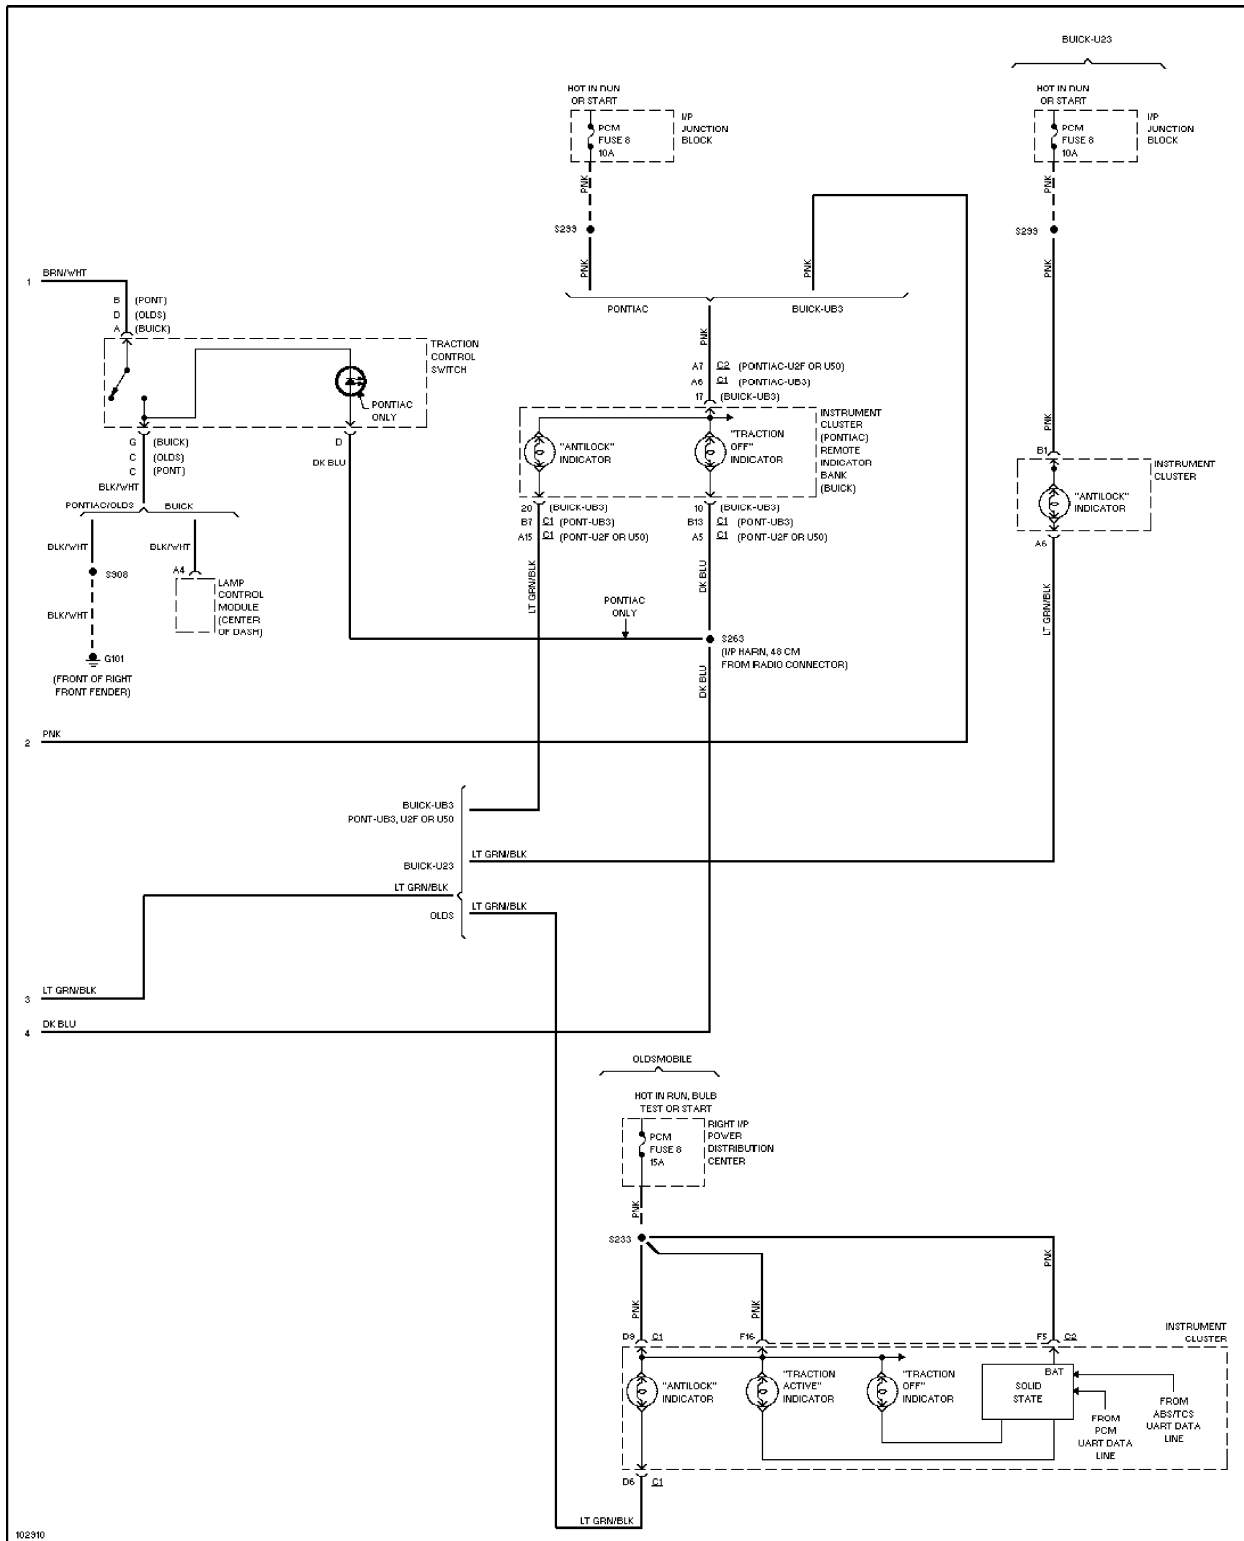 BUICK-U23
HOT IN RUN
OR START
PCM
FUSE 8
10A
I/P
JUNCTION
BLOCK
HOT IN RUN
OR START
PCM
FUSE 8
10A
I/P
JUNCTION
BLOCK
PNK
PNK
S299
S299
PNK
PNK
PNK
1
BRN/WHT
B (PONT)
D (OLDS)
A (BUICK)
PONTIAC
BUICK-UB3
PNK
TRACTION
CONTROL
SWITCH
PONTIAC
ONLY
A7 C2 (PONTIAC-U2F OR U50)
A6 C1 (PONTIAC-UB3)
17 (BUICK-UB3)
"ANTILOCK"
INDICATOR
"TRACTION
OFF"
INDICATOR
INSTRUMENT
CLUSTER
(PONTIAC)
REMOTE
INDICATOR
BANK
(BUICK)
PNK
B1
INSTRUMENT
CLUSTER
"ANTILOCK"
INDICATOR
A6
G (BUICK)
C (OLDS)
C (PONT)
D
DK BLU
BLK/WHT
PONTIAC/OLDS
BUICK
BLK/WHT
BLK/WHT
S908
A4
LAMP
CONTROL
MODULE
(CENTER
OF DASH)
BLK/WHT
G101
(FRONT OF RIGHT
FRONT FENDER)
20 (BUICK-UB3)
B7 C1 (PONT-UB3)
A15 C1 (PONT-U2F OR U50)
10 (BUICK-UB3)
B13 C1 (PONT-UB3)
A5 C1 (PONT-U2F OR U50)
LT GRN/BLK
DK BLU
LT GRN/BLK
PONTIAC
ONLY
S263
(I/P HARN, 48 CM
FROM RADIO CONNECTOR)
DK BLU
2
PNK
BUICK-UB3
PONT-UB3, U2F OR U50
LT GRN/BLK
BUICK-U23
LT GRN/BLK
LT GRN/BLK
OLDS
3
LT GRN/BLK
4
DK BLU
OLDSMOBILE
HOT IN RUN, BULB
TEST OR START
PCM
FUSE 8
15A
RIGHT I/P
POWER
DISTRIBUTION
CENTER
PNK
S233
PNK
PNK
PNK
D9 C1
F16
F5 C2
INSTRUMENT
CLUSTER
"ANTILOCK"
INDICATOR
"TRACTION
ACTIVE"
INDICATOR
"TRACTION
OFF"
INDICATOR
BAT
SOLID
STATE
FROM
PCM
UART DATA
LINE
FROM
ABS/TCS
UART DATA
LINE
D6 C1
LT GRN/BLK
102910